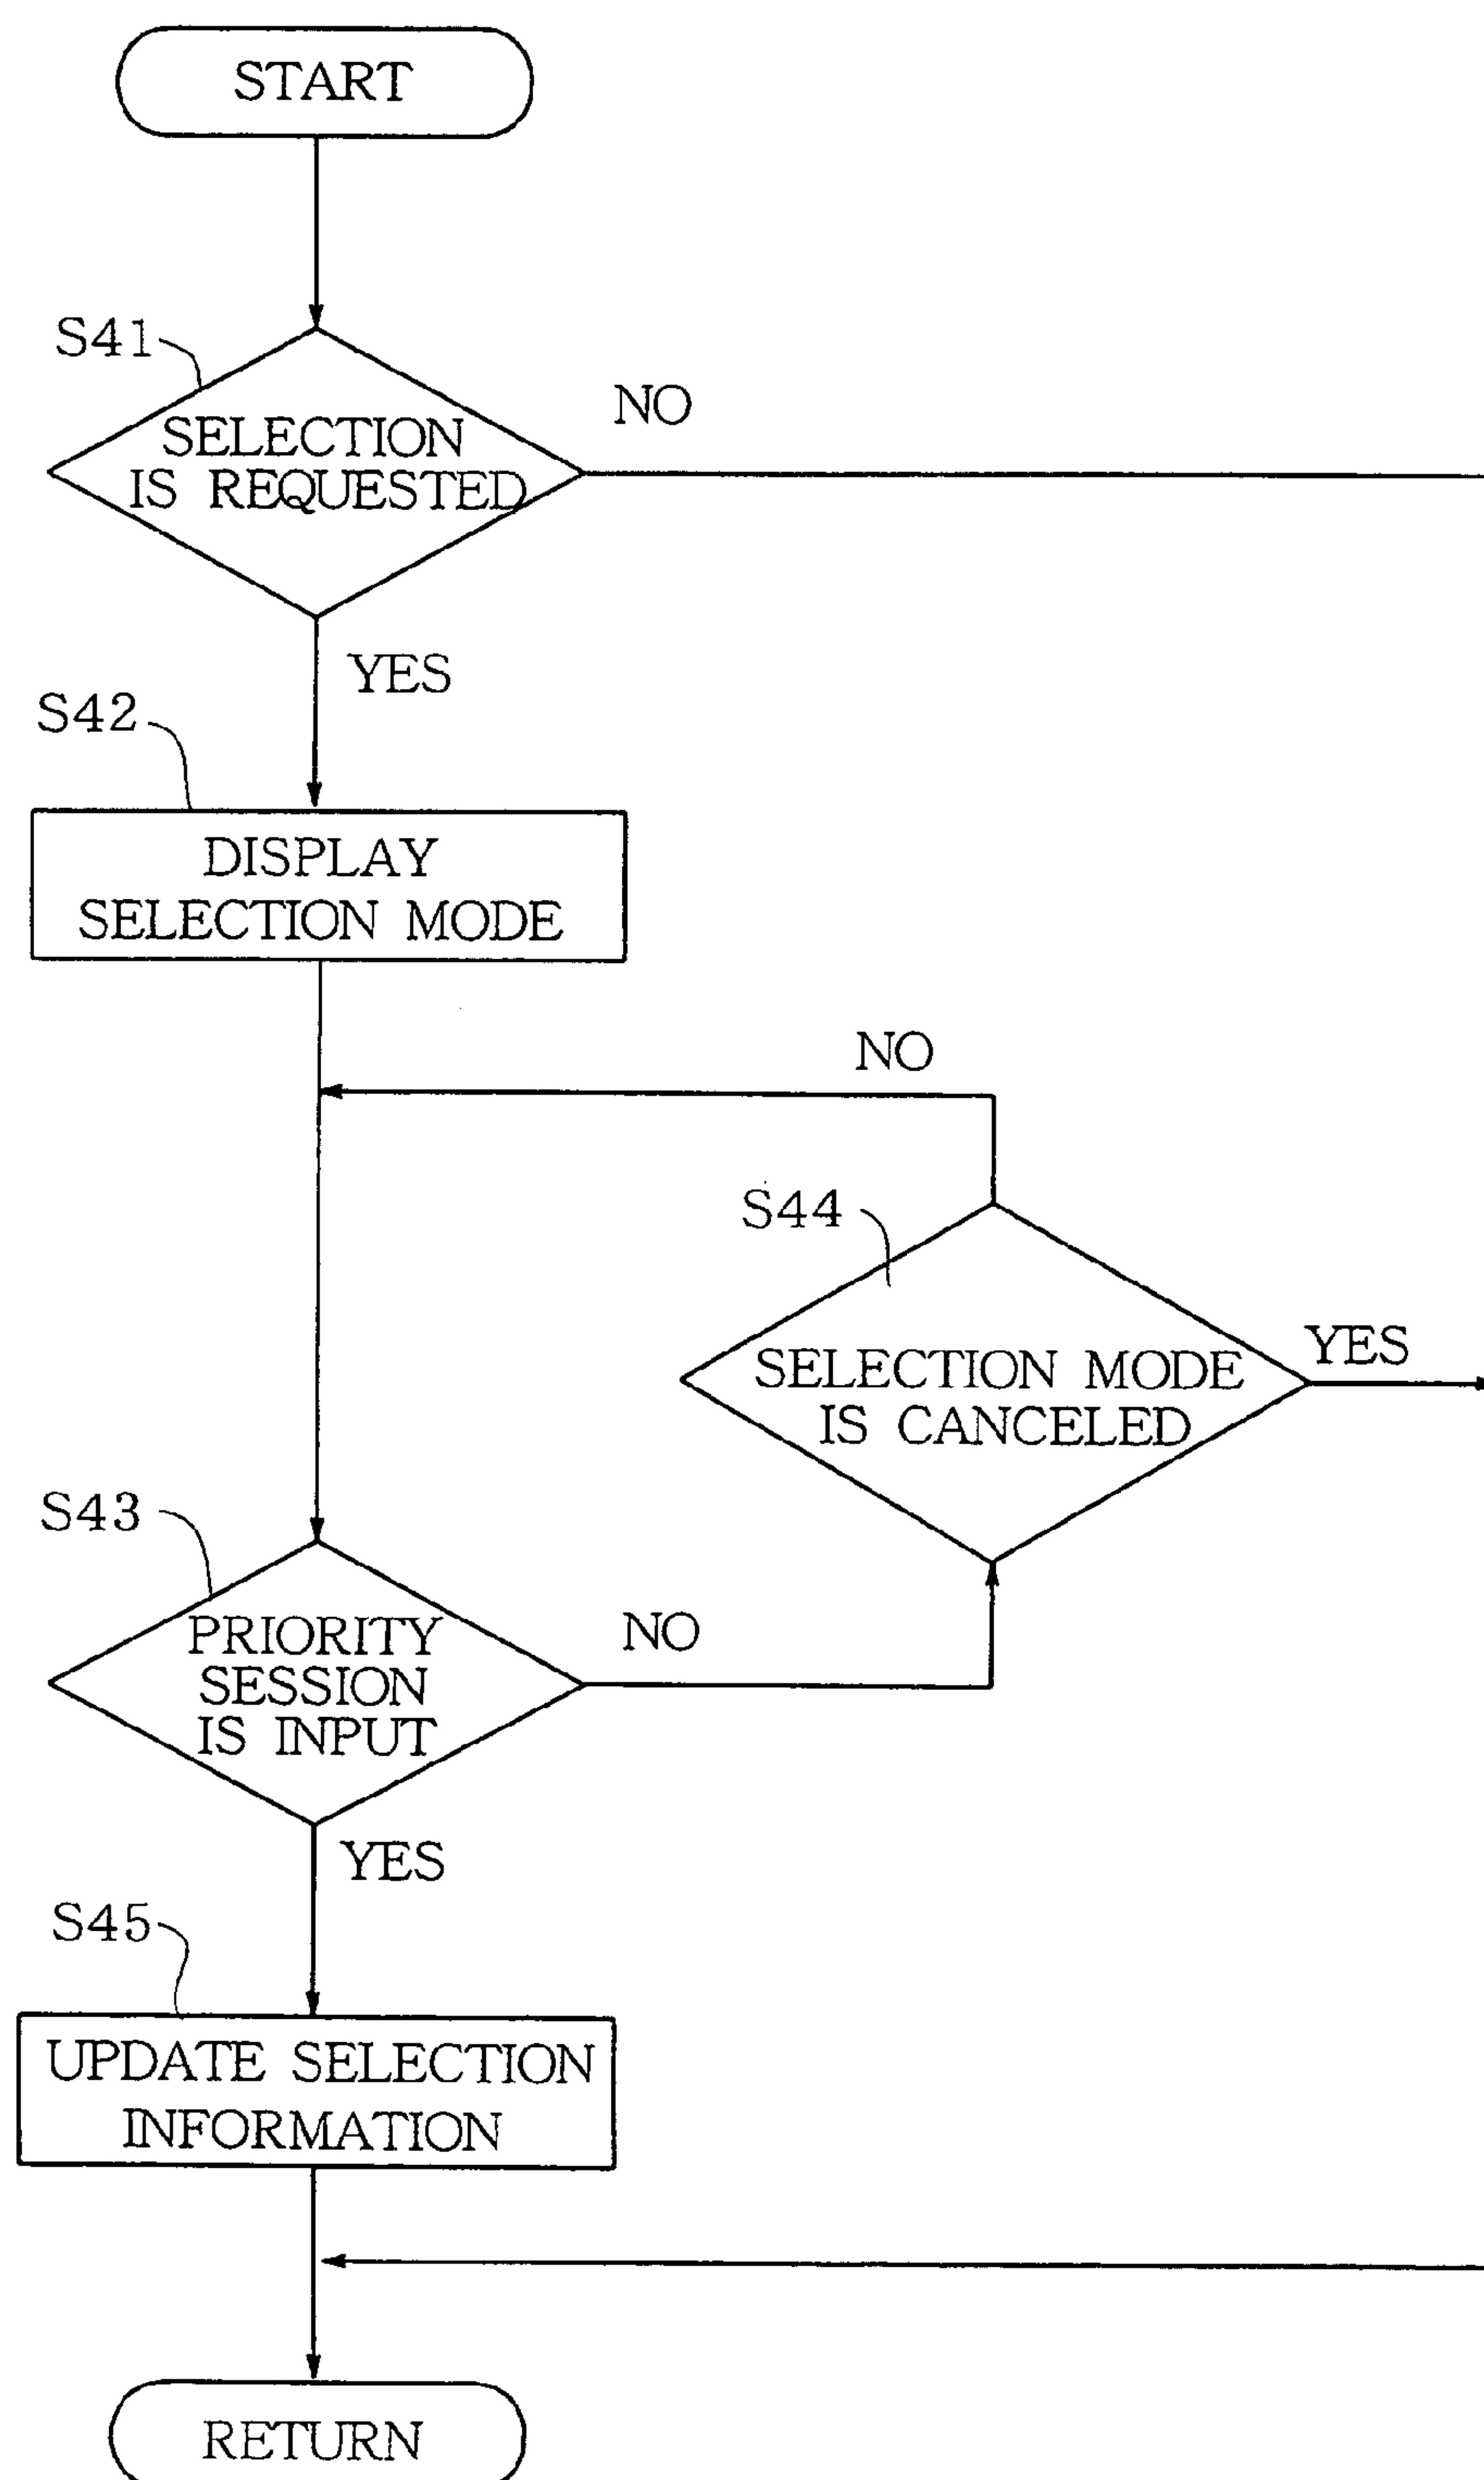 START
S41
NO
SELECTION
IS REQUESTED
YES
S42
DISPLAY
SELECTION MODE
NO
S44
SELECTION MODE
IS CANCELED
YES
S43
PRIORITY
SESSION
IS INPUT
NO
YES
S45
UPDATE SELECTION
INFORMATION
RETURN